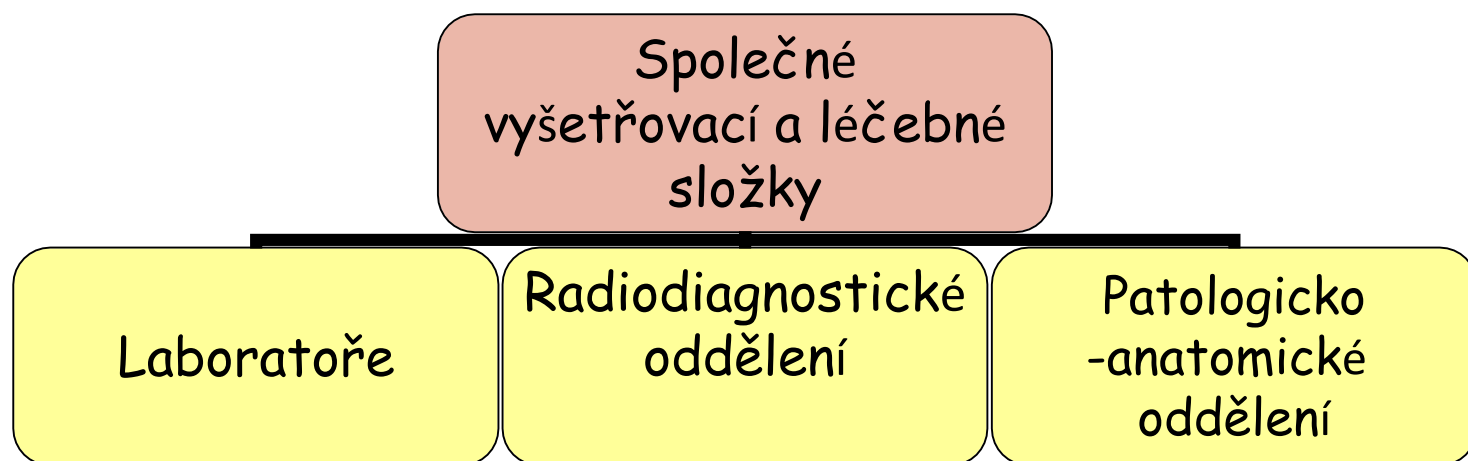 Společné
vyšetřovací a léčebné
složky
Laboratoře
Radiodiagnostické
oddělení
Patologicko
-anatomické
oddělení